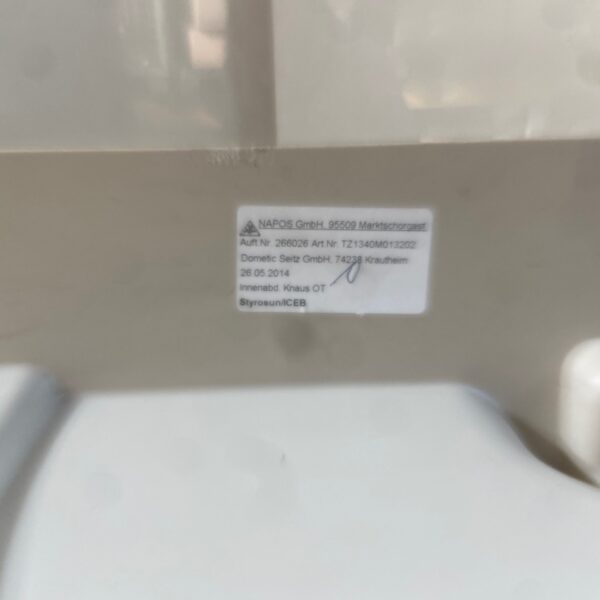 NAPOS GmbH, 95509 Marktschorgast
Auft Nr. 266026 Art Nr. TZ1340M013202
Dometic Seitz GmbH, 74238 Krautheim
26.05.2014
Innenabd. Knaus OT
Styrosun/ICEB